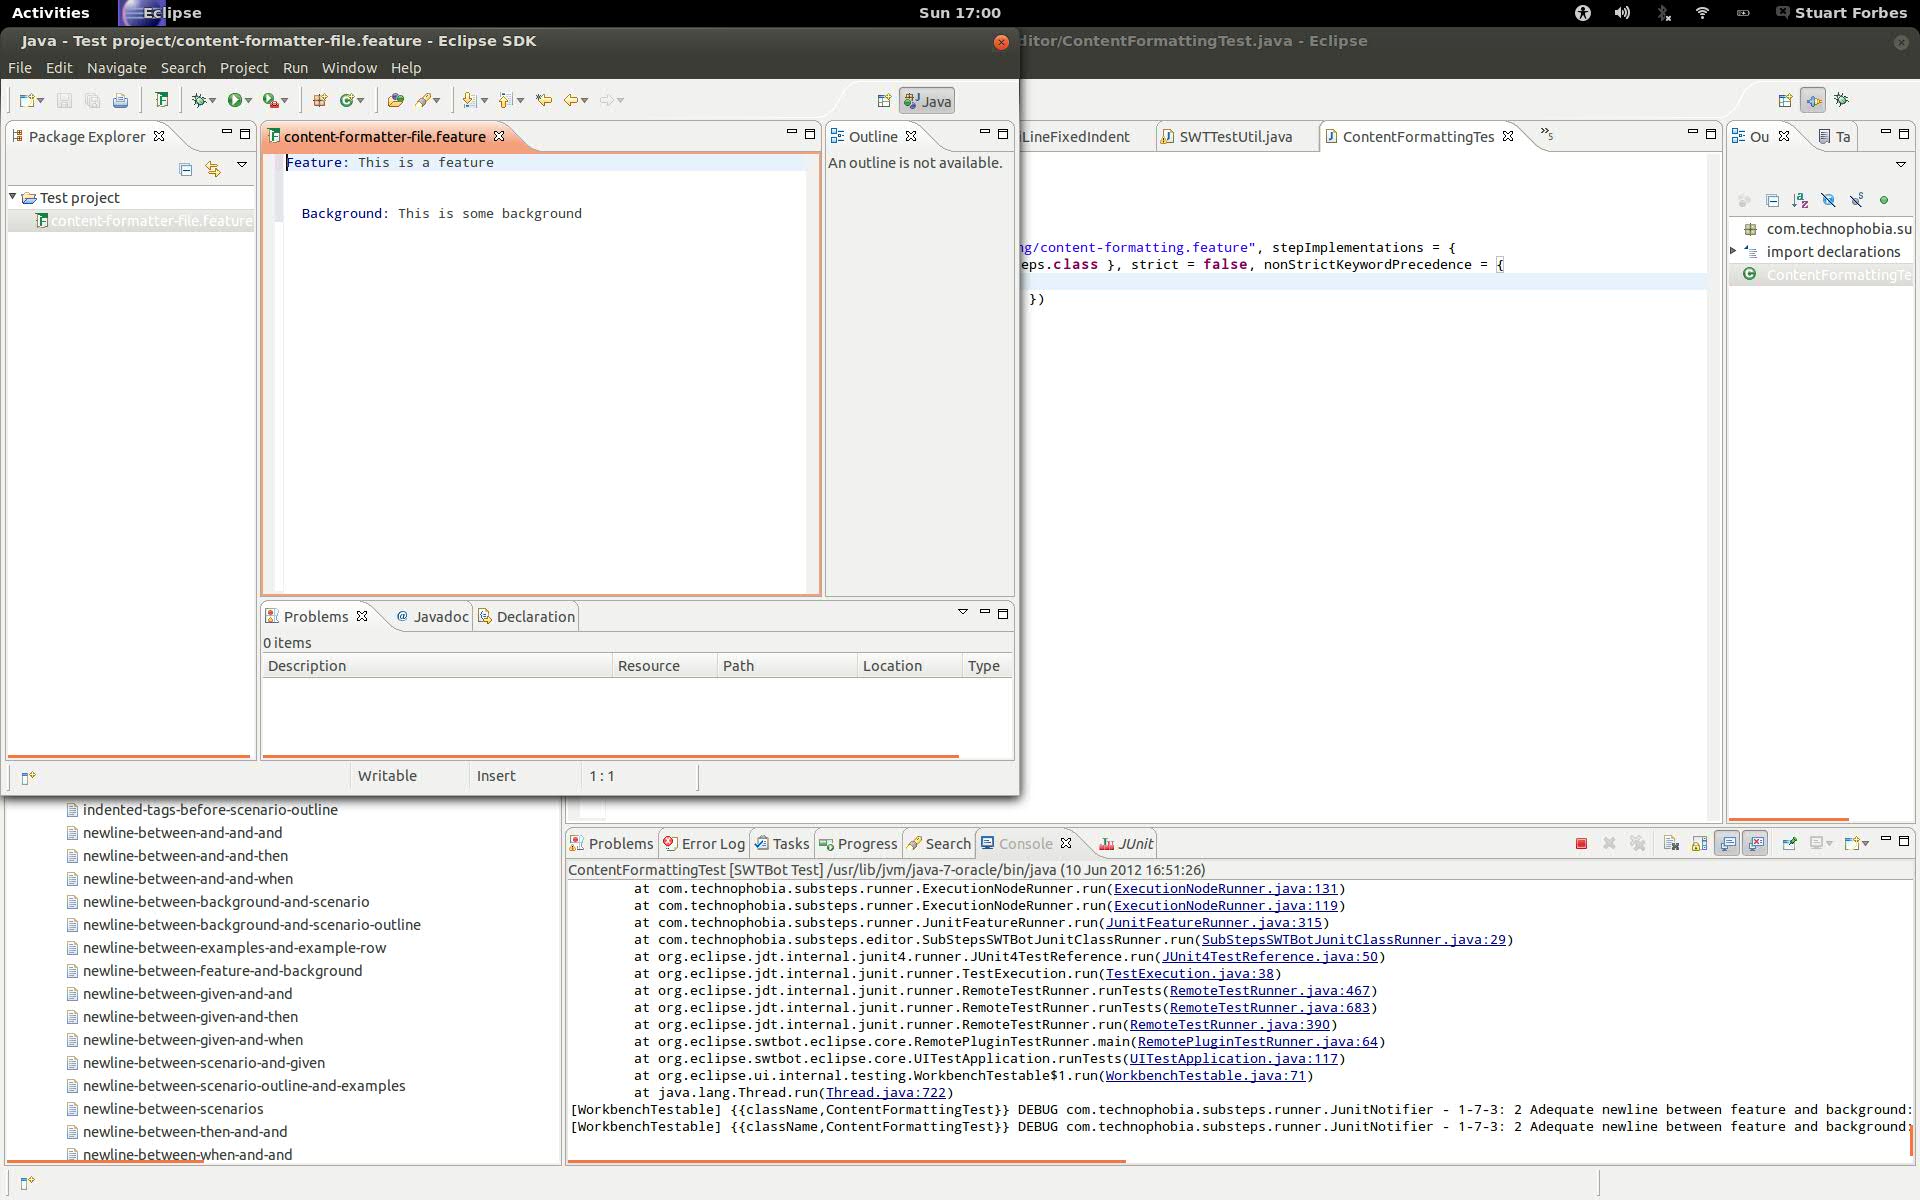 Activities
Eclipse
Sun 17:00
Stuart Forbes
Java - Test project/content-formatter-file.feature - Eclipse SDK
ditor/ContentFormattingTest.java - Eclipse
File Edit Navigate Search Project Run Window Help
Java
Package Explorer
content-formatter-file.feature
Outline
An outline is not available.
Test project
content-formatter-file.feature
Feature: This is a feature
Background: This is some background
iLineFixedIndent
SWTTestUtil.java
ContentFormattingTes
»5
Ou
Ta
ng/content-formatting.feature", stepImplementations = {
eps.class }, strict = false, nonStrictKeywordPrecedence = {
})
com.technophobia.su
import declarations
ContentFormattingTe
Problems
@ Javadoc
Declaration
0 items
Description Resource Path Location Type
Writable Insert 1 : 1
indented-tags-before-scenario-outline
newline-between-and-and-and
newline-between-and-and-then
newline-between-and-and-when
newline-between-background-and-scenario
newline-between-background-and-scenario-outline
newline-between-examples-and-example-row
newline-between-feature-and-background
newline-between-given-and-and
newline-between-given-and-then
newline-between-given-and-when
newline-between-scenario-and-given
newline-between-scenario-outline-and-examples
newline-between-scenarios
newline-between-then-and-and
newline-between-when-and-and
Problems Error Log Tasks Progress Search Console JUnit
ContentFormattingTest [SWTBot Test] /usr/lib/jvm/java-7-oracle/bin/java (10 Jun 2012 16:51:26)
at com.technophobia.substeps.runner.ExecutionNodeRunner.run(ExecutionNodeRunner.java:131)
at com.technophobia.substeps.runner.ExecutionNodeRunner.run(ExecutionNodeRunner.java:119)
at com.technophobia.substeps.runner.JunitFeatureRunner.run(JunitFeatureRunner.java:315)
at com.technophobia.substeps.editor.SubStepsSWTBotJunitClassRunner.run(SubStepsSWTBotJunitClassRunner.java:29)
at org.eclipse.jdt.internal.junit4.runner.JUnit4TestReference.run(JUnit4TestReference.java:50)
at org.eclipse.jdt.internal.junit.runner.TestExecution.run(TestExecution.java:38)
at org.eclipse.jdt.internal.junit.runner.RemoteTestRunner.runTests(RemoteTestRunner.java:467)
at org.eclipse.jdt.internal.junit.runner.RemoteTestRunner.runTests(RemoteTestRunner.java:683)
at org.eclipse.jdt.internal.junit.runner.RemoteTestRunner.run(RemoteTestRunner.java:390)
at org.eclipse.swtbot.eclipse.core.RemotePluginTestRunner.main(RemotePluginTestRunner.java:64)
at org.eclipse.swtbot.eclipse.core.UITestApplication.runTests(UITestApplication.java:117)
at org.eclipse.ui.internal.testing.WorkbenchTestable$1.run(WorkbenchTestable.java:71)
at java.lang.Thread.run(Thread.java:722)
[WorkbenchTestable] {{className,ContentFormattingTest}} DEBUG com.technophobia.substeps.runner.JunitNotifier - 1-7-3: 2 Adequate newline between feature and background:
[WorkbenchTestable] {{className,ContentFormattingTest}} DEBUG com.technophobia.substeps.runner.JunitNotifier - 1-7-3: 2 Adequate newline between feature and background: